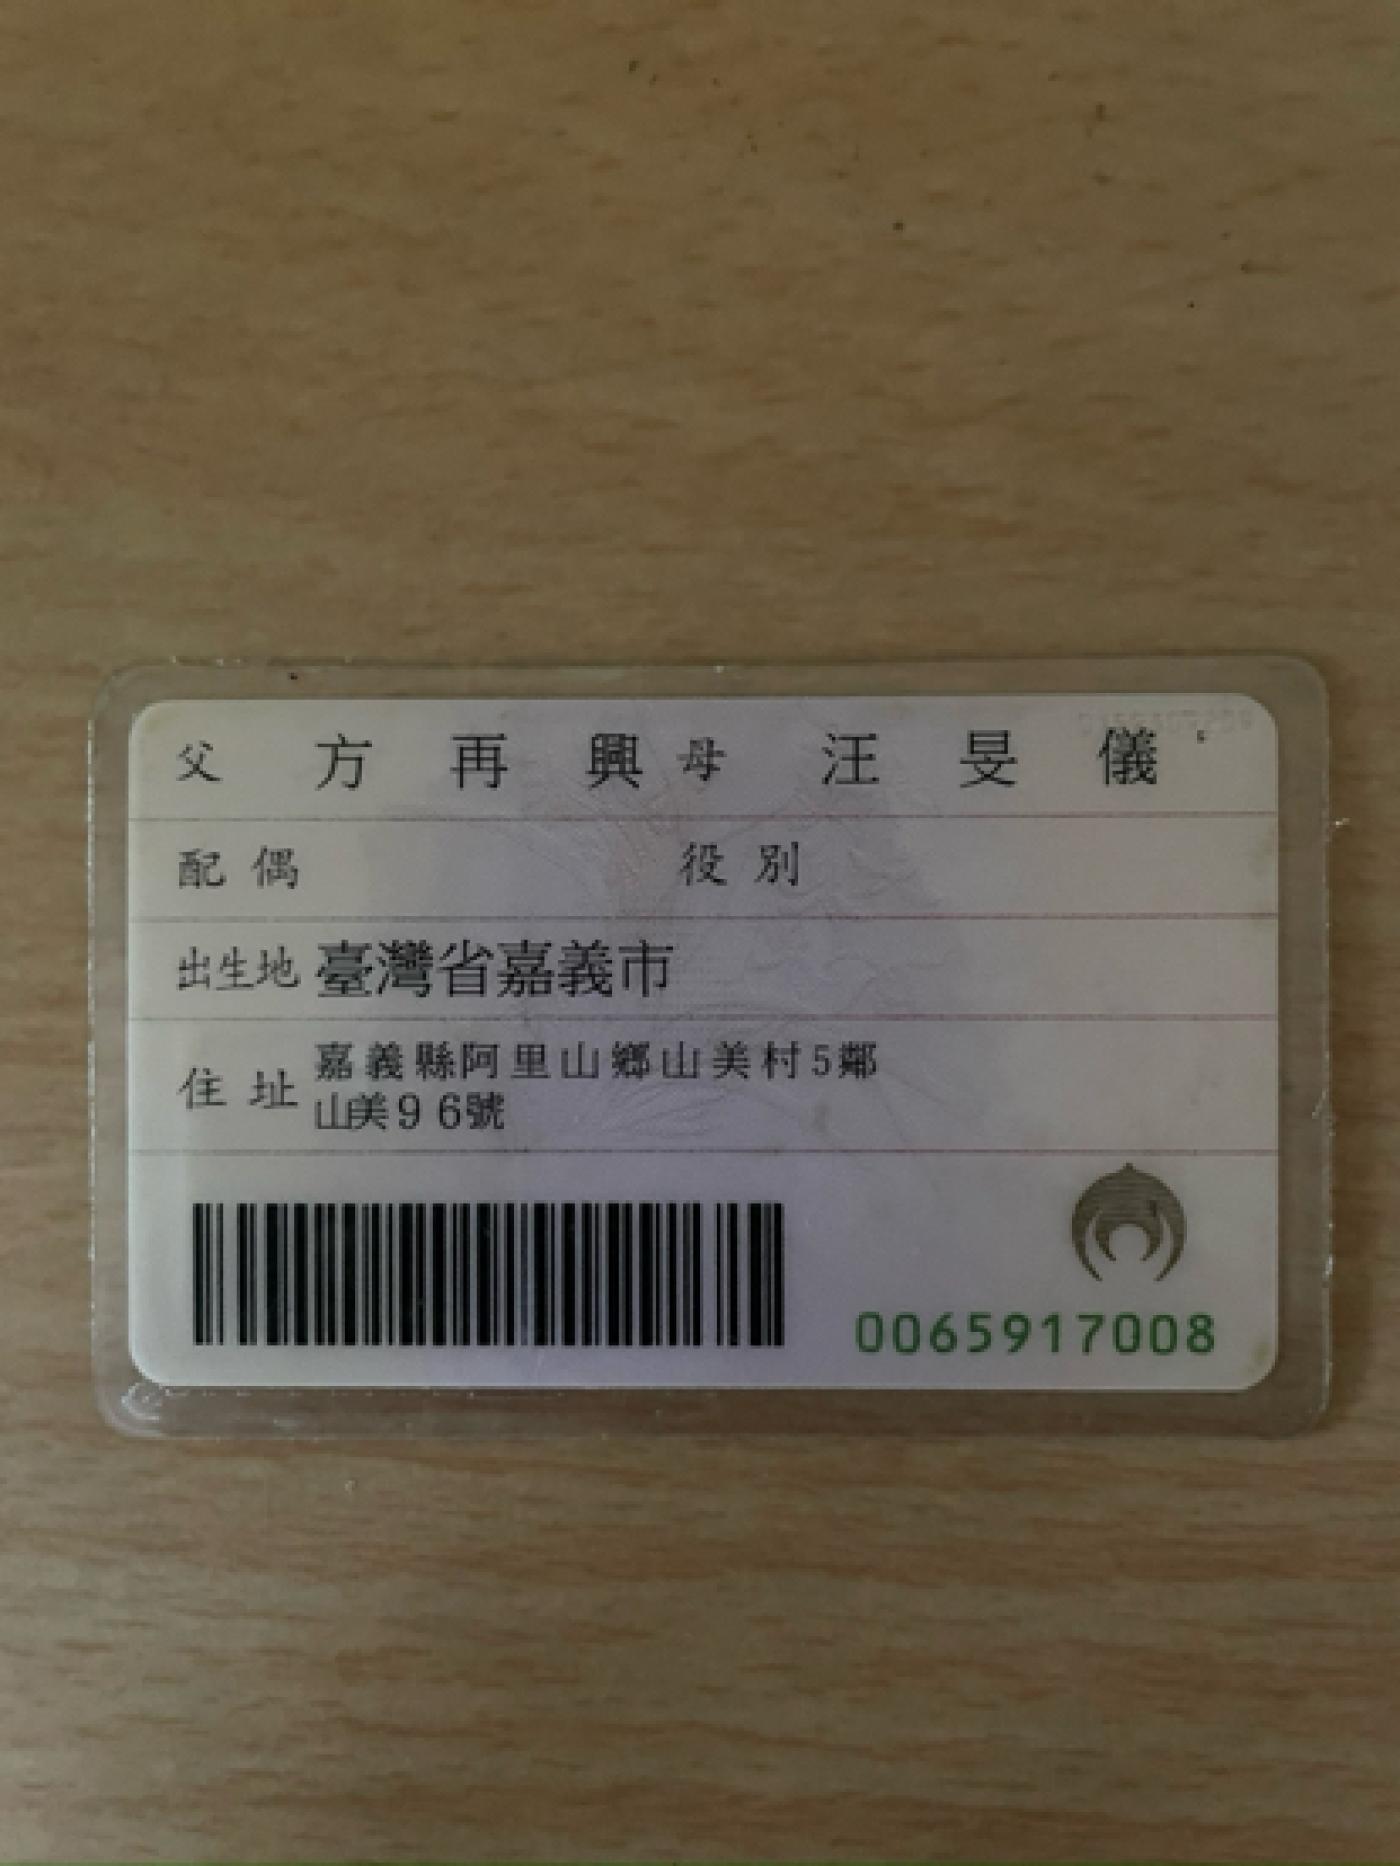 父 方再興 母 汪旻儀
配偶 役別
出生地 臺灣省嘉義市
住址 嘉義縣阿里山鄉山美村5鄰
山美96號
0065917008